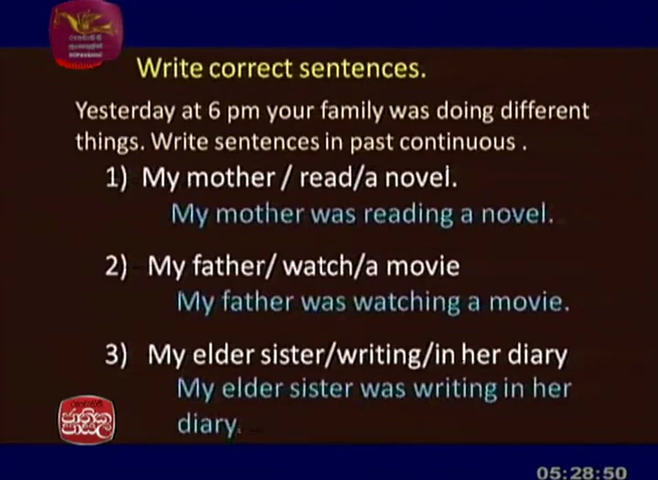 Write correct sentences.
Yesterday at 6 pm your family was doing different
things. Write sentences in past continuous .
1) My mother / read/a novel.
My mother was reading a novel.
2) My father/ watch/a movie
My father was watching a movie.
3) My elder sister/writing/in her diary
My elder sister was writing in her
diary.
ජාතික
පාසල
05:28:50